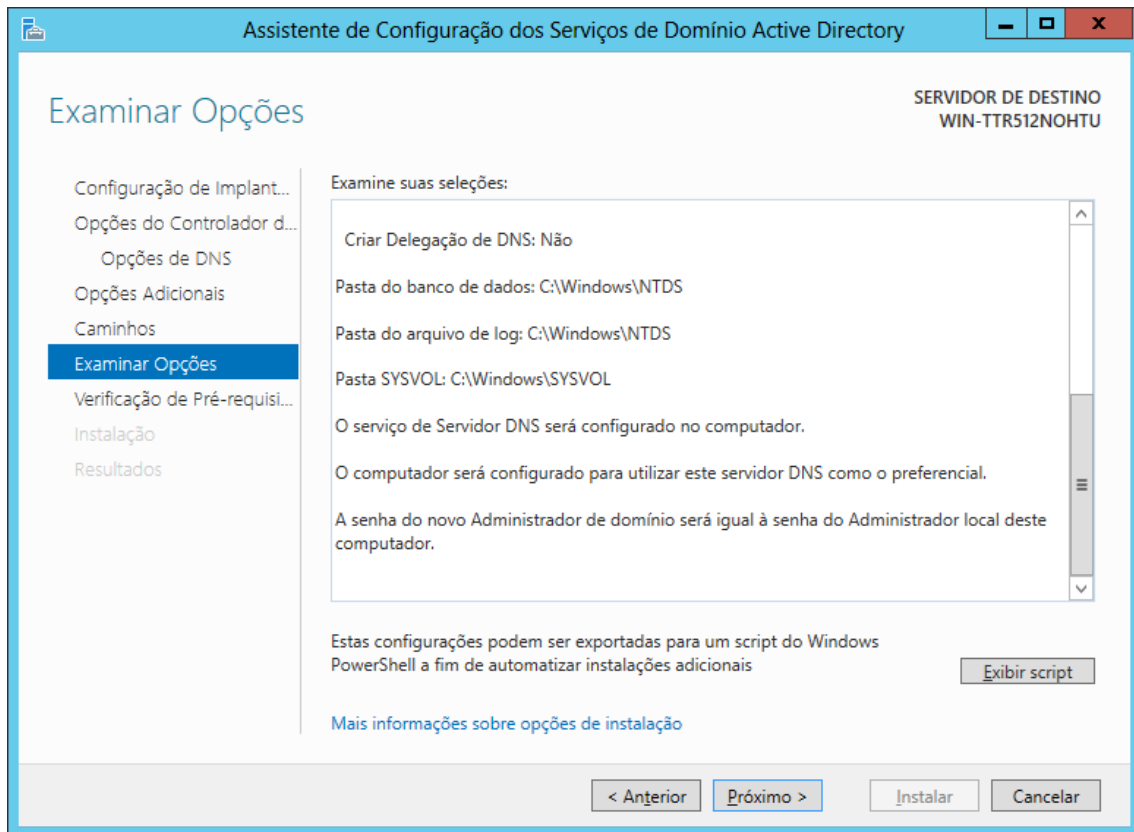 Assistente de Configuração dos Serviços de Domínio Active Directory
Examinar Opções
SERVIDOR DE DESTINO
WIN-TTR512NOHTU
Configuração de Implant...
Opções do Controlador d...
Opções de DNS
Opções Adicionais
Caminhos
Examinar Opções
Verificação de Pré-requisi...
Instalação
Resultados
Examine suas seleções:
Criar Delegação de DNS: Não
Pasta do banco de dados: C:\Windows\NTDS
Pasta do arquivo de log: C:\Windows\NTDS
Pasta SYSVOL: C:\Windows\SYSVOL
O serviço de Servidor DNS será configurado no computador.
O computador será configurado para utilizar este servidor DNS como o preferencial.
A senha do novo Administrador de domínio será igual à senha do Administrador local deste
computador.
Estas configurações podem ser exportadas para um script do Windows
PowerShell a fim de automatizar instalações adicionais
Exibir script
Mais informações sobre opções de instalação
< Anterior
Próximo >
Instalar
Cancelar